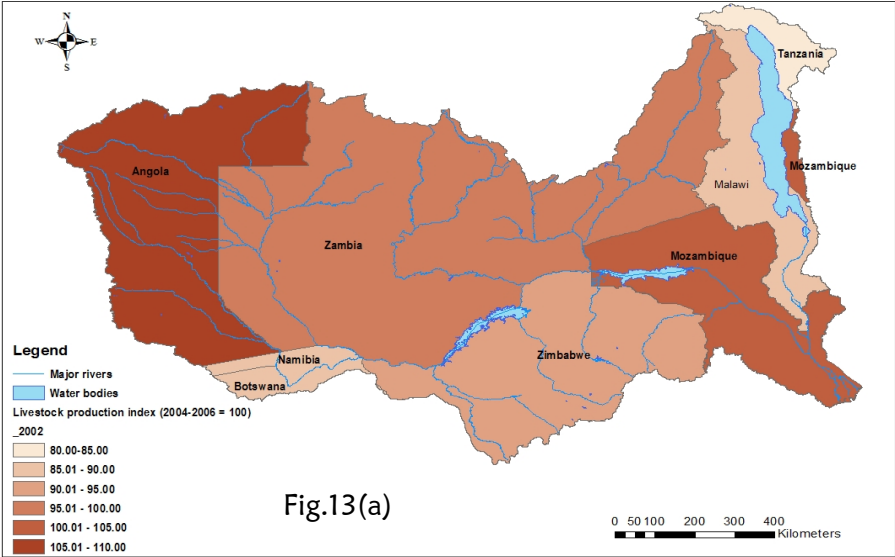 N
W E
S
Tanzania
Angola
Mozambique
Malawi
Zambia
Mozambique
Legend
Namibia
Zimbabwe
Major rivers
Botswana
Water bodies
Livestock production index (2004-2006 = 100)
_2002
80.00-85.00
85.01 - 90.00
90.01 - 95.00
95.01 - 100.00
100.01 - 105.00
105.01 - 110.00
Fig.13(a)
0 50 100 200 300 400
Kilometers